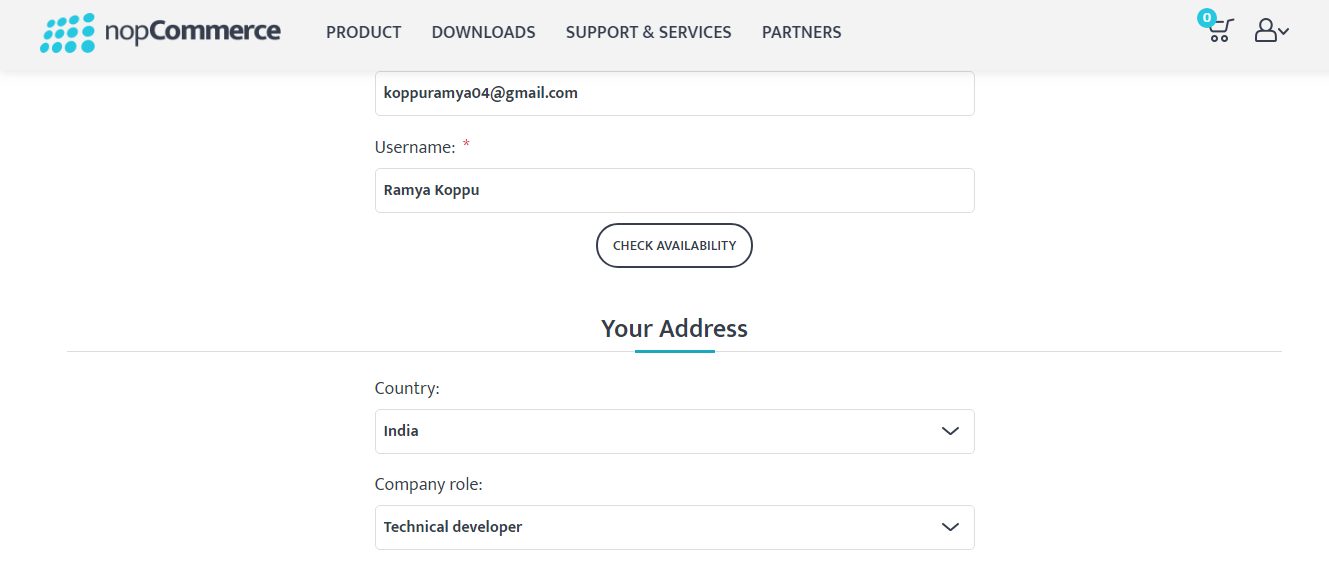 nopCommerce PRODUCT DOWNLOADS SUPPORT & SERVICES PARTNERS 0
koppuramya04@gmail.com
Username: *
Ramya Koppu
CHECK AVAILABILITY
Your Address
Country:
India
Company role:
Technical developer